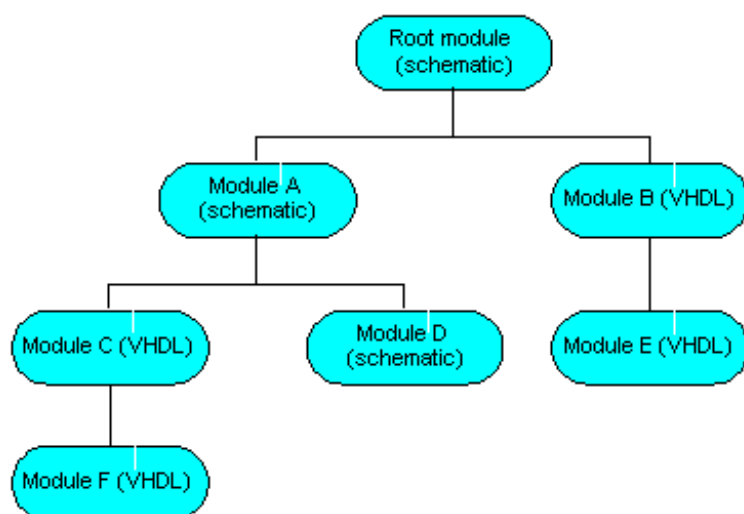 Root module
(schematic)
Module A
(schematic)
Module B (VHDL)
Module C (VHDL)
Module D
(schematic)
Module E (VHDL)
Module F (VHDL)